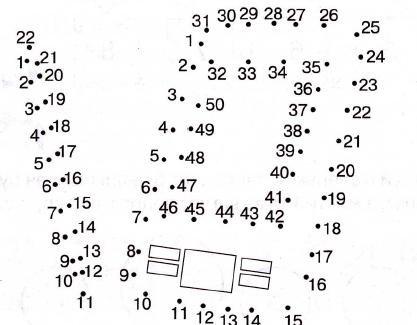 31 30 29 28 27 26
22 1 25
1 21 2 32 33 34 35 24
2 20 36 23
3 19 3 50 37 22
4 18 4 49 38 21
5 17 5 48 39
6 16 6 47 40 20
7 15 7 46 45 44 43 42 41 19
8 14 18
9 13 8 17
10 12 9 16
11 10 11 12 13 14 15